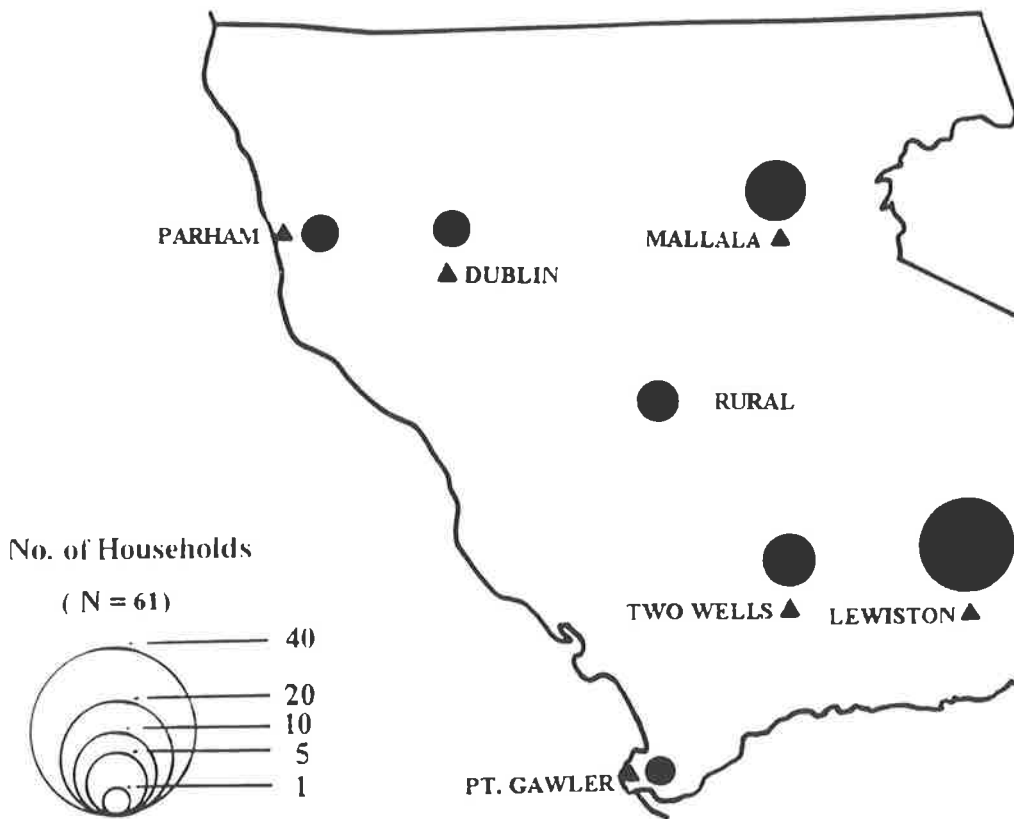 PARHAM
DUBLIN
MALLALA
RURAL
No. of Households
( N = 61)
40
20
10
5
1
TWO WELLS
LEWISTON
PT. GAWLER